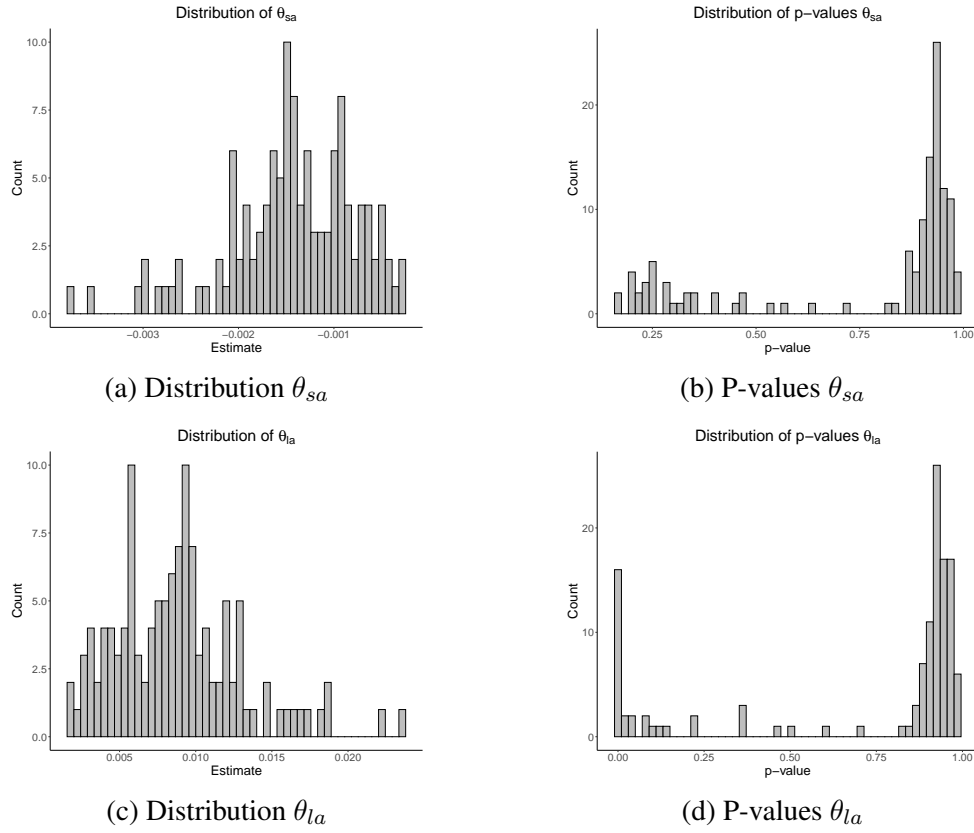 Distribution of θsa
10.0
7.5
5.0
2.5
0.0
Count
−0.003 −0.002 −0.001
Estimate
(a) Distribution θsa
Distribution of p−values θsa
20
10
0
Count
0.25 0.50 0.75 1.00
p−value
(b) P-values θsa
Distribution of θla
10.0
7.5
5.0
2.5
0.0
Count
0.005 0.010 0.015 0.020
Estimate
(c) Distribution θla
Distribution of p−values θla
20
10
0
Count
0.00 0.25 0.50 0.75 1.00
p−value
(d) P-values θla